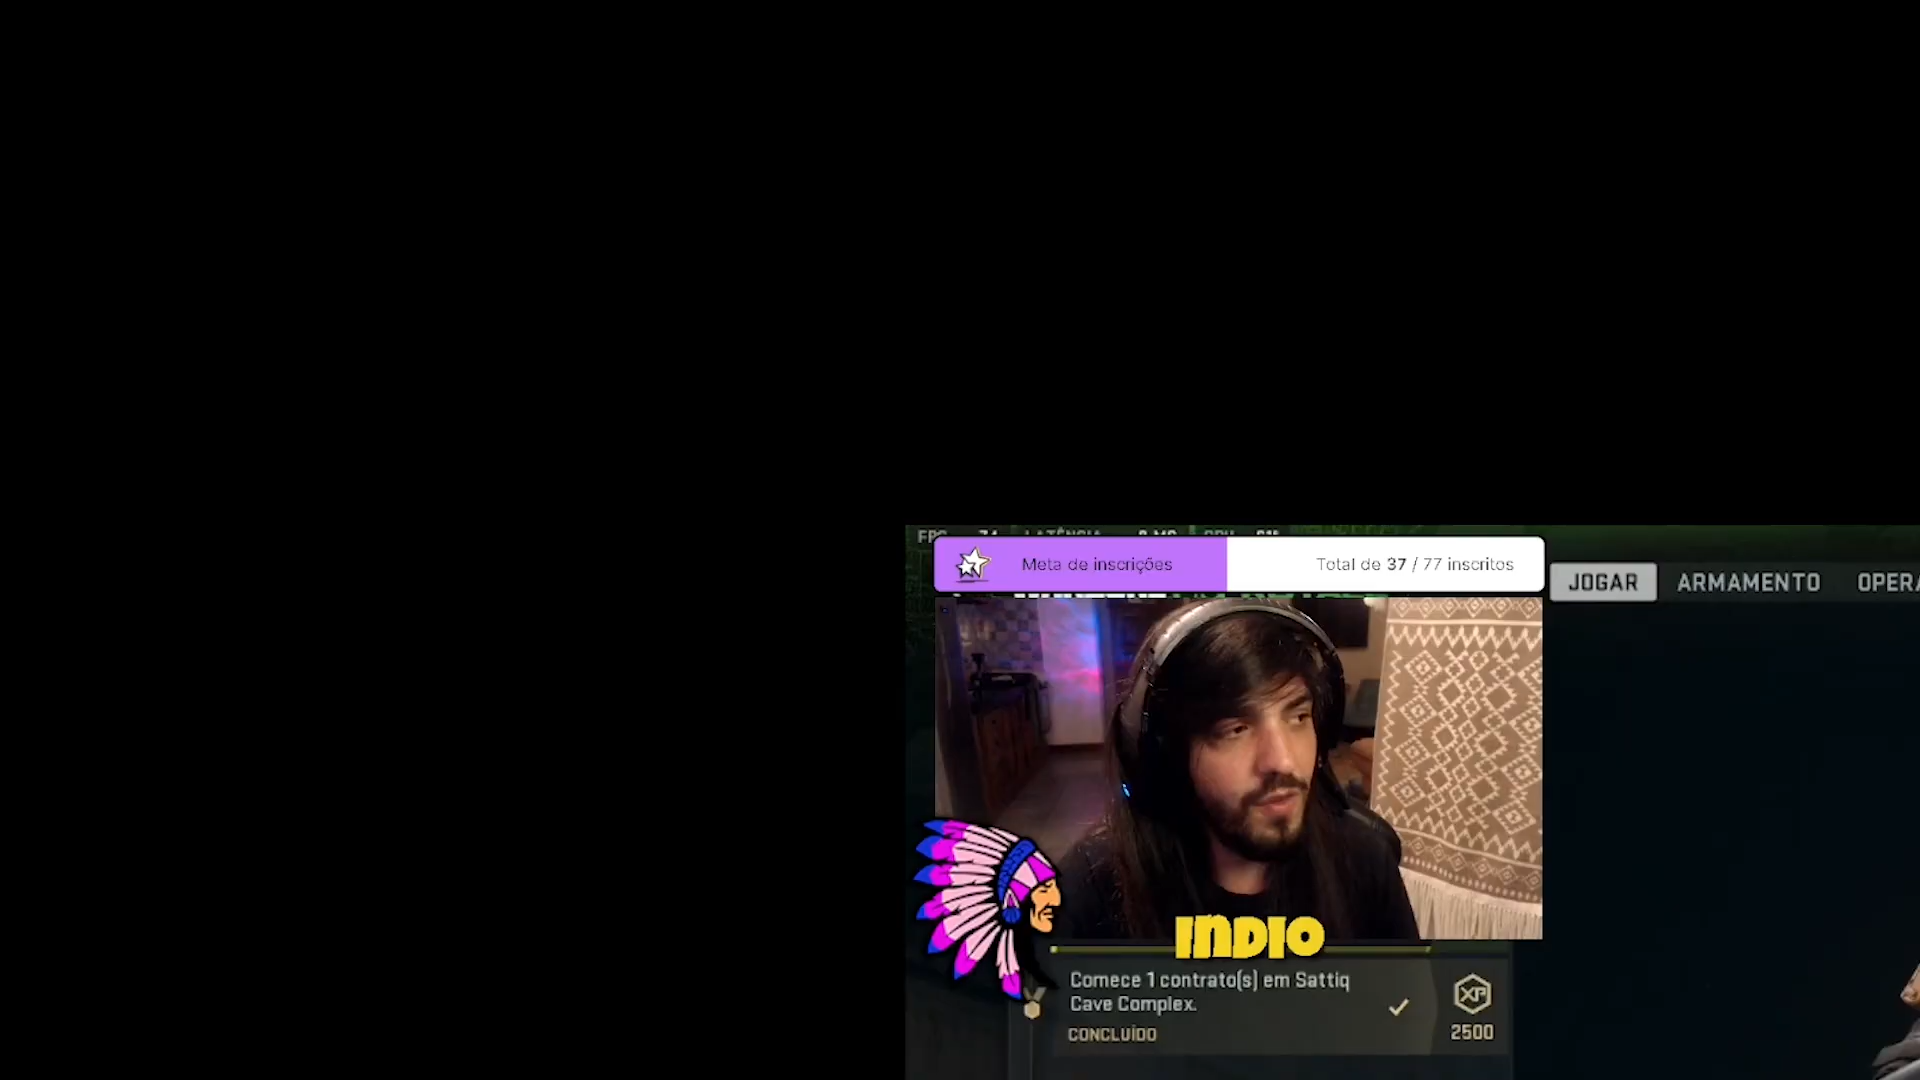 Meta de inscrições
Total de 37 / 77 inscritos
JOGAR
ARMAMENTO
INDIO
Comece 1 contrato(s) em Sattiq
Cave Complex.
CONCLUÍDO
XP
2500